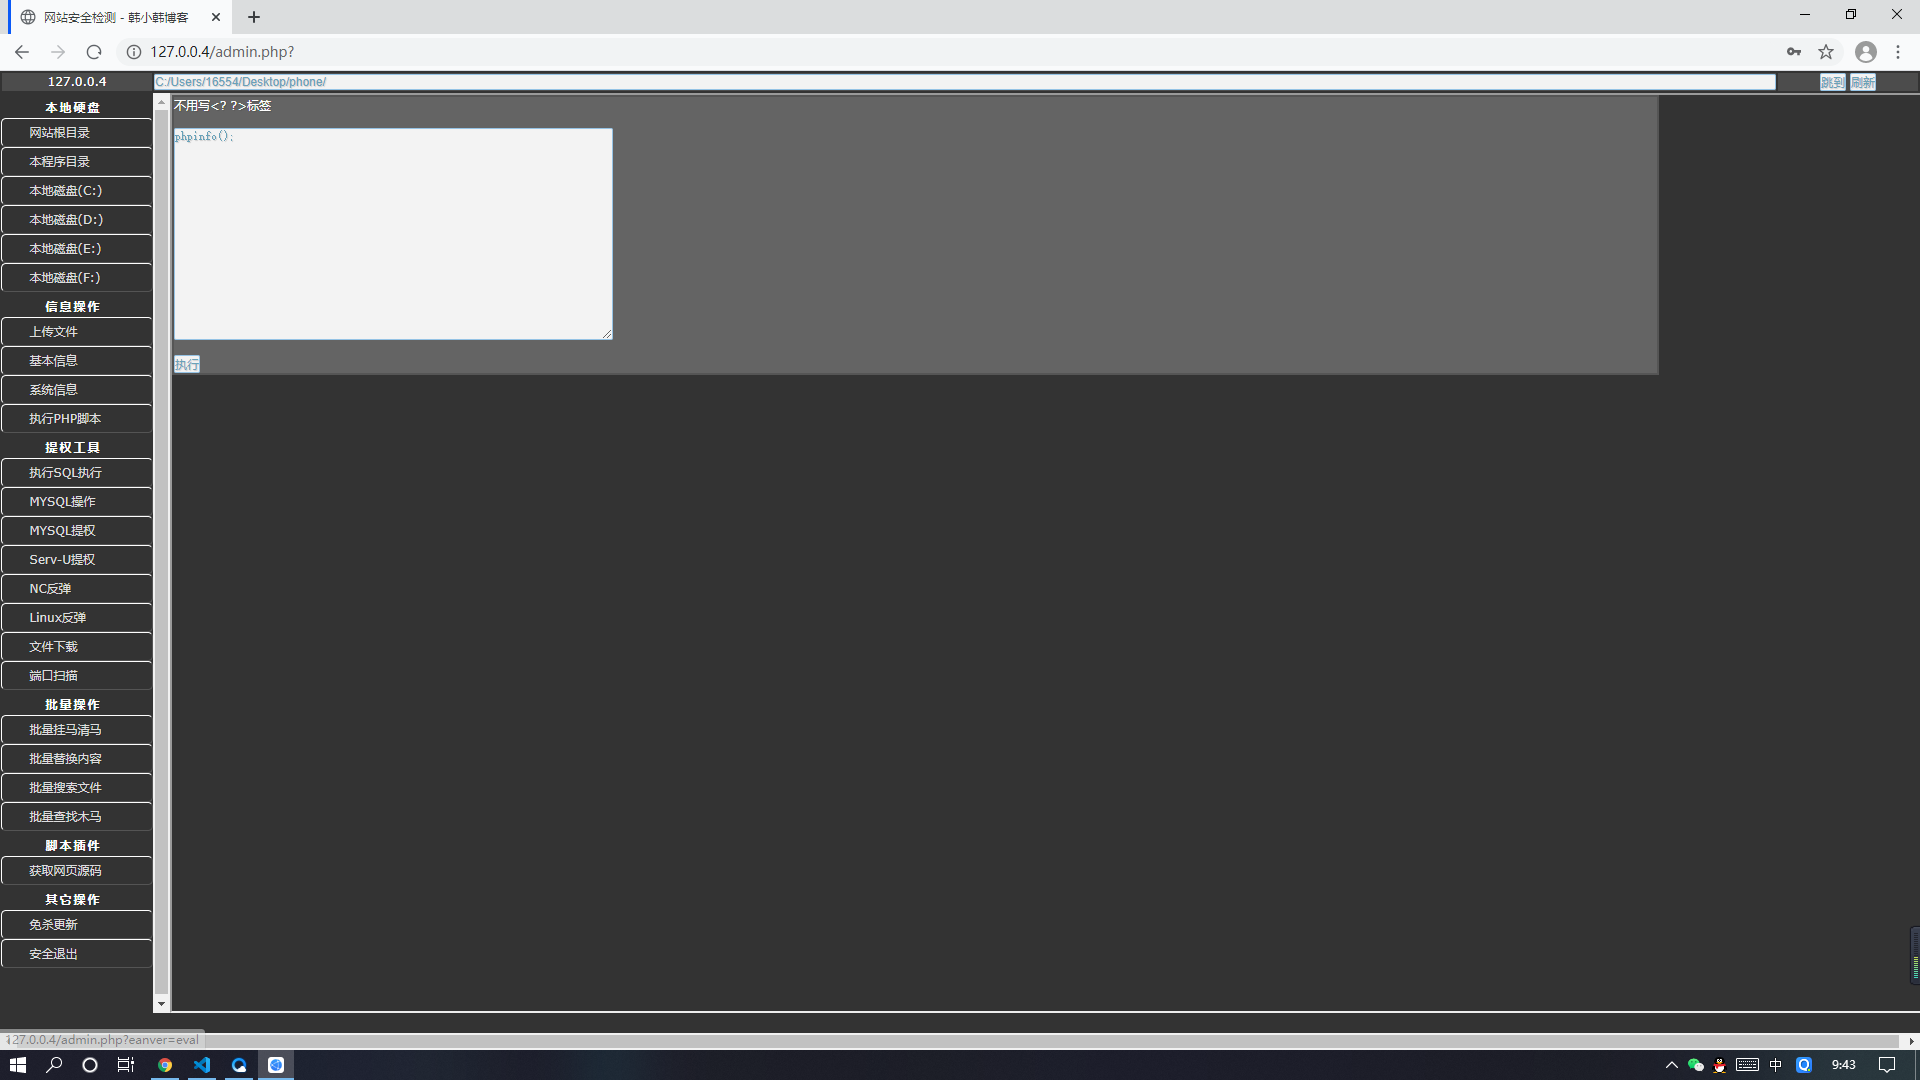 网站安全检测 - 韩小韩博客
127.0.0.4/admin.php?
127.0.0.4
C:/Users/16554/Desktop/phone/
跳到
刷新
本地硬盘
网站根目录
本程序目录
本地磁盘(C:)
本地磁盘(D:)
本地磁盘(E:)
本地磁盘(F:)
信息操作
上传文件
基本信息
系统信息
执行PHP脚本
提权工具
执行SQL执行
MYSQL操作
MYSQL提权
Serv-U提权
NC反弹
Linux反弹
文件下载
端口扫描
批量操作
批量挂马清马
批量替换内容
批量搜索文件
批量查找木马
脚本插件
获取网页源码
其它操作
免杀更新
安全退出
不用写<? ?>标签
phpinfo();
执行
127.0.0.4/admin.php?eanver=eval
中
9:43